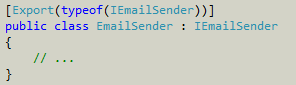 [Export(typeof(IEmailSender))]
public class EmailSender : IEmailSender
{
    // ...
}